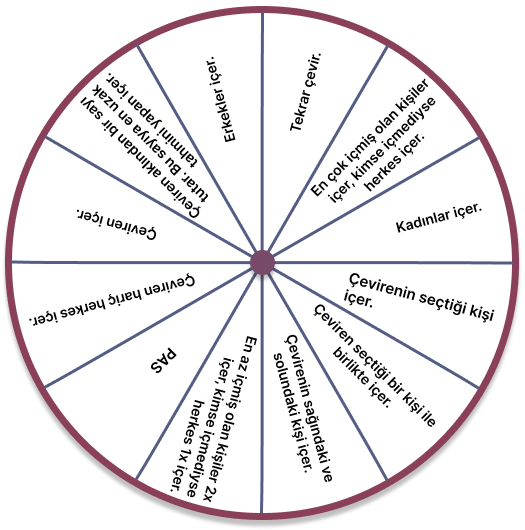 Tekrar çevir.
En çok içmiş olan kişiler
içer, kimse içmediyse
herkes içer.
Kadınlar içer.
Çevirenin seçtiği kişi
içer.
Çeviren seçtiği bir kişi ile
birlikte içer.
Çevirenin sağındaki ve
solundaki kişi içer.
En az içmiş olan kişiler 2x
içer, kimse içmediyse
herkes 1x içer.
PAS
Çeviren hariç herkes içer.
Çeviren içer.
Çeviren aklından bir sayı
tutar. Bu sayıya en uzak
tahmini yapan içer.
Erkekler içer.